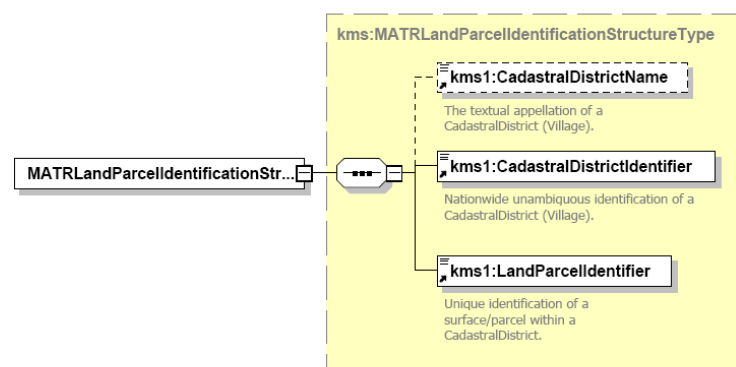 kms:MATRLandParcelIdentificationStructureType
kms1:CadastralDistrictName
The textual appellation of a
CadastralDistrict (Village).
MATRLandParcelIdentificationStr...
kms1:CadastralDistrictIdentifier
Nationwide unambiquous identification of a
CadastralDistrict (Village).
kms1:LandParcelIdentifier
Unique identification of a
surface/parcel within a
CadastralDistrict.